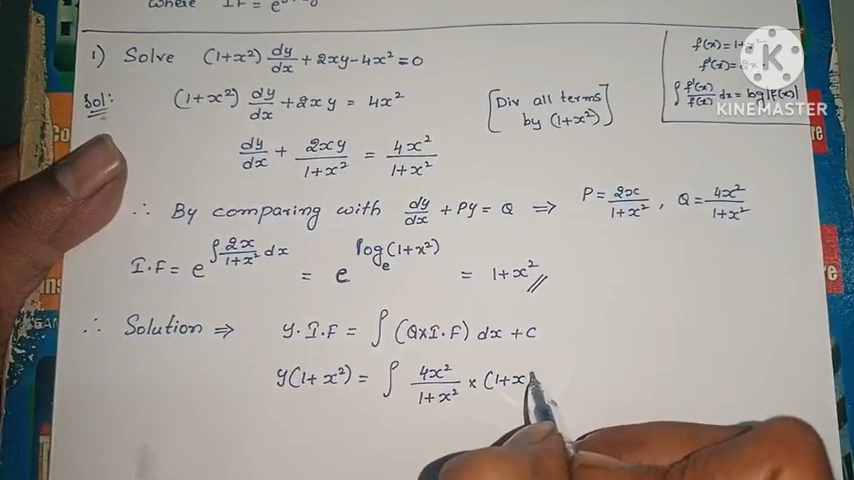 where I.F = e
1) Solve (1+x²) dy/dx + 2xy - 4x² = 0
f(x) = 1+x²
f'(x) = 2x
∫ f'(x)/f(x) dx = log|f(x)|
KINEMASTER
Sol: (1+x²) dy/dx + 2xy = 4x²
[Div all terms by (1+x²)]
dy/dx + 2xy/1+x² = 4x²/1+x²
∴ By comparing with dy/dx + Py = Q ⇒ P = 2x/1+x² , Q = 4x²/1+x²
I.F = e^∫ 2x/1+x² dx = e^log_e(1+x²) = 1+x² //
∴ Solution ⇒ y. I.F = ∫ (Q×I.F) dx + c
y(1+x²) = ∫ 4x²/1+x² × (1+x